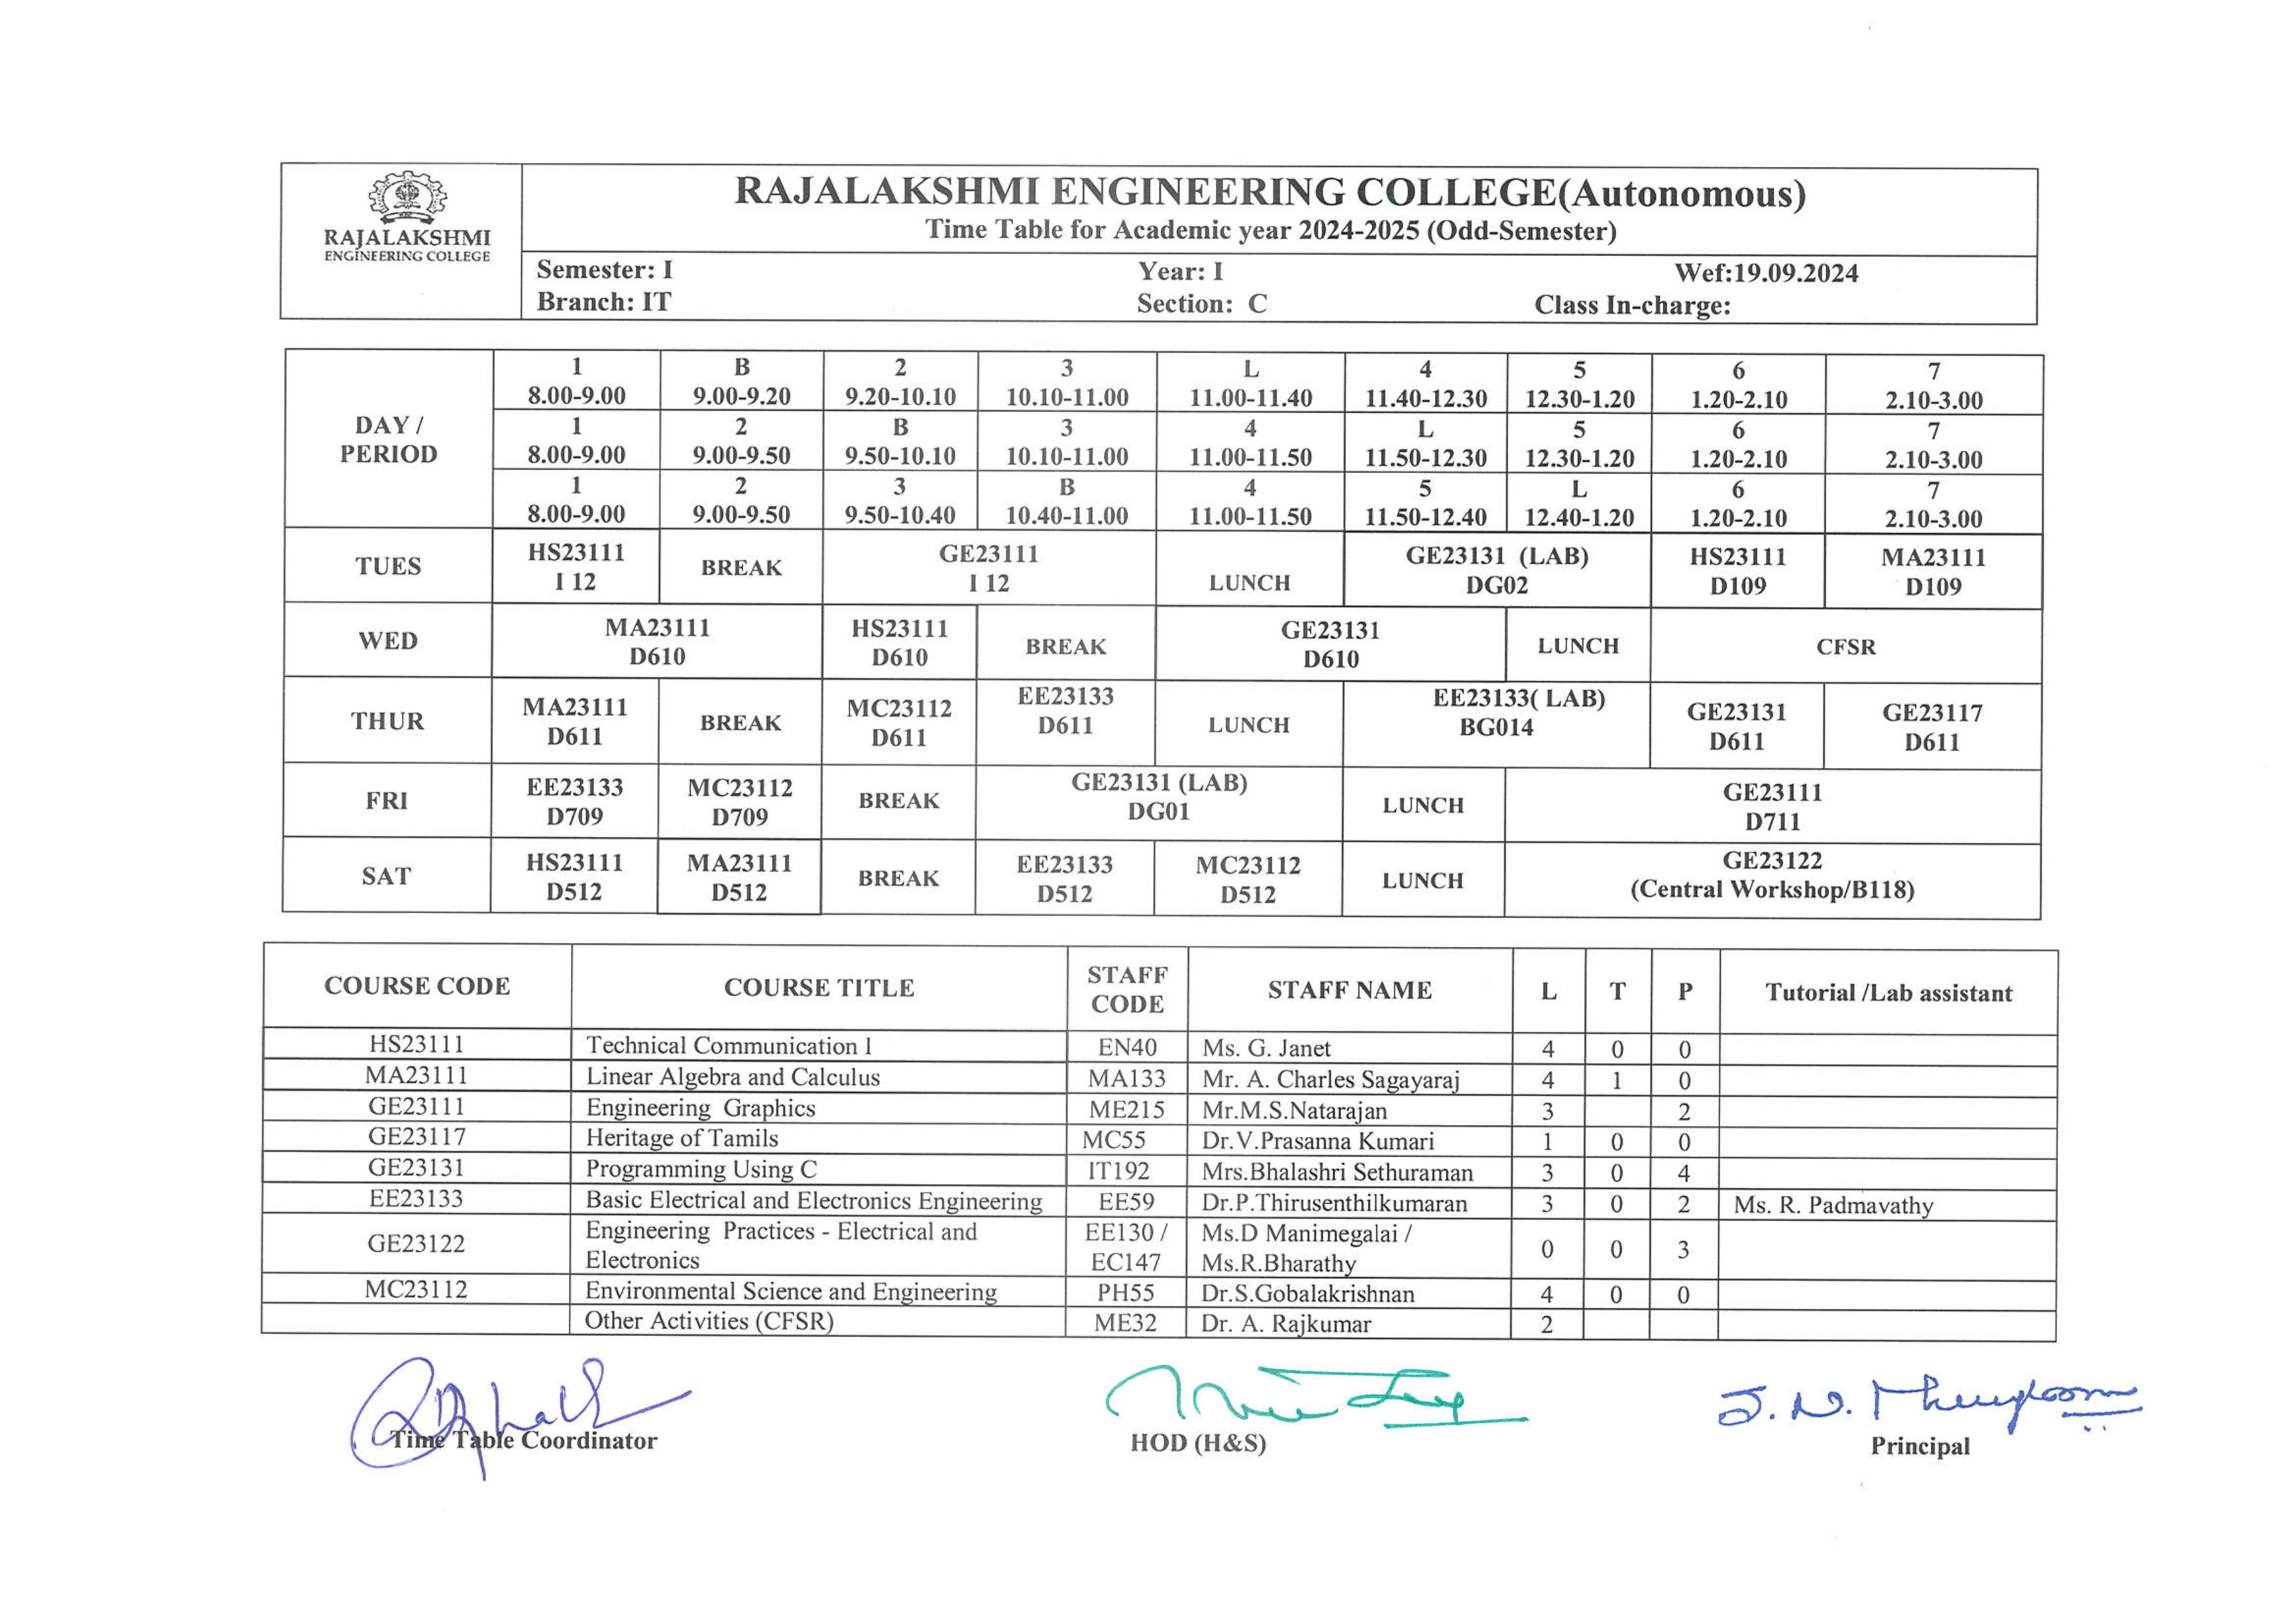 RAJALAKSHMI
ENGINEERING COLLEGE
RAJALAKSHMI ENGINEERING COLLEGE(Autonomous)
Time Table for Academic year 2024-2025 (Odd-Semester)
Semester: I Year: I Wef:19.09.2024
Branch: IT Section: C Class In-charge:
DAY / PERIOD
1 B 2 3 L 4 5 6 7
8.00-9.00 9.00-9.20 9.20-10.10 10.10-11.00 11.00-11.40 11.40-12.30 12.30-1.20 1.20-2.10 2.10-3.00
1 2 B 3 4 L 5 6 7
8.00-9.00 9.00-9.50 9.50-10.10 10.10-11.00 11.00-11.50 11.50-12.30 12.30-1.20 1.20-2.10 2.10-3.00
1 2 3 B 4 5 L 6 7
8.00-9.00 9.00-9.50 9.50-10.40 10.40-11.00 11.00-11.50 11.50-12.40 12.40-1.20 1.20-2.10 2.10-3.00
TUES
HS23111 BREAK GE23111 LUNCH GE23131 (LAB) HS23111 MA23111
I 12 I 12 DG02 D109 D109
WED
MA23111 HS23111 BREAK GE23131 LUNCH CFSR
D610 D610 D610
THUR
MA23111 BREAK MC23112 EE23133 LUNCH EE23133( LAB) GE23131 GE23117
D611 D611 D611 BG014 D611 D611
FRI
EE23133 MC23112 BREAK GE23131 (LAB) LUNCH GE23111
D709 D709 DG01 D711
SAT
HS23111 MA23111 BREAK EE23133 MC23112 LUNCH GE23122
D512 D512 D512 D512 (Central Workshop/B118)
COURSE CODE COURSE TITLE STAFF CODE STAFF NAME L T P Tutorial /Lab assistant
HS23111 Technical Communication I EN40 Ms. G. Janet 4 0 0
MA23111 Linear Algebra and Calculus MA133 Mr. A. Charles Sagayaraj 4 1 0
GE23111 Engineering Graphics ME215 Mr.M.S.Natarajan 3 2
GE23117 Heritage of Tamils MC55 Dr.V.Prasanna Kumari 1 0 0
GE23131 Programming Using C IT192 Mrs.Bhalashri Sethuraman 3 0 4
EE23133 Basic Electrical and Electronics Engineering EE59 Dr.P.Thirusenthilkumaran 3 0 2 Ms. R. Padmavathy
GE23122 Engineering Practices - Electrical and Electronics EE130 / EC147 Ms.D Manimegalai / Ms.R.Bharathy 0 0 3
MC23112 Environmental Science and Engineering PH55 Dr.S.Gobalakrishnan 4 0 0
Other Activities (CFSR) ME32 Dr. A. Rajkumar 2
Time Table Coordinator HOD (H&S) Principal